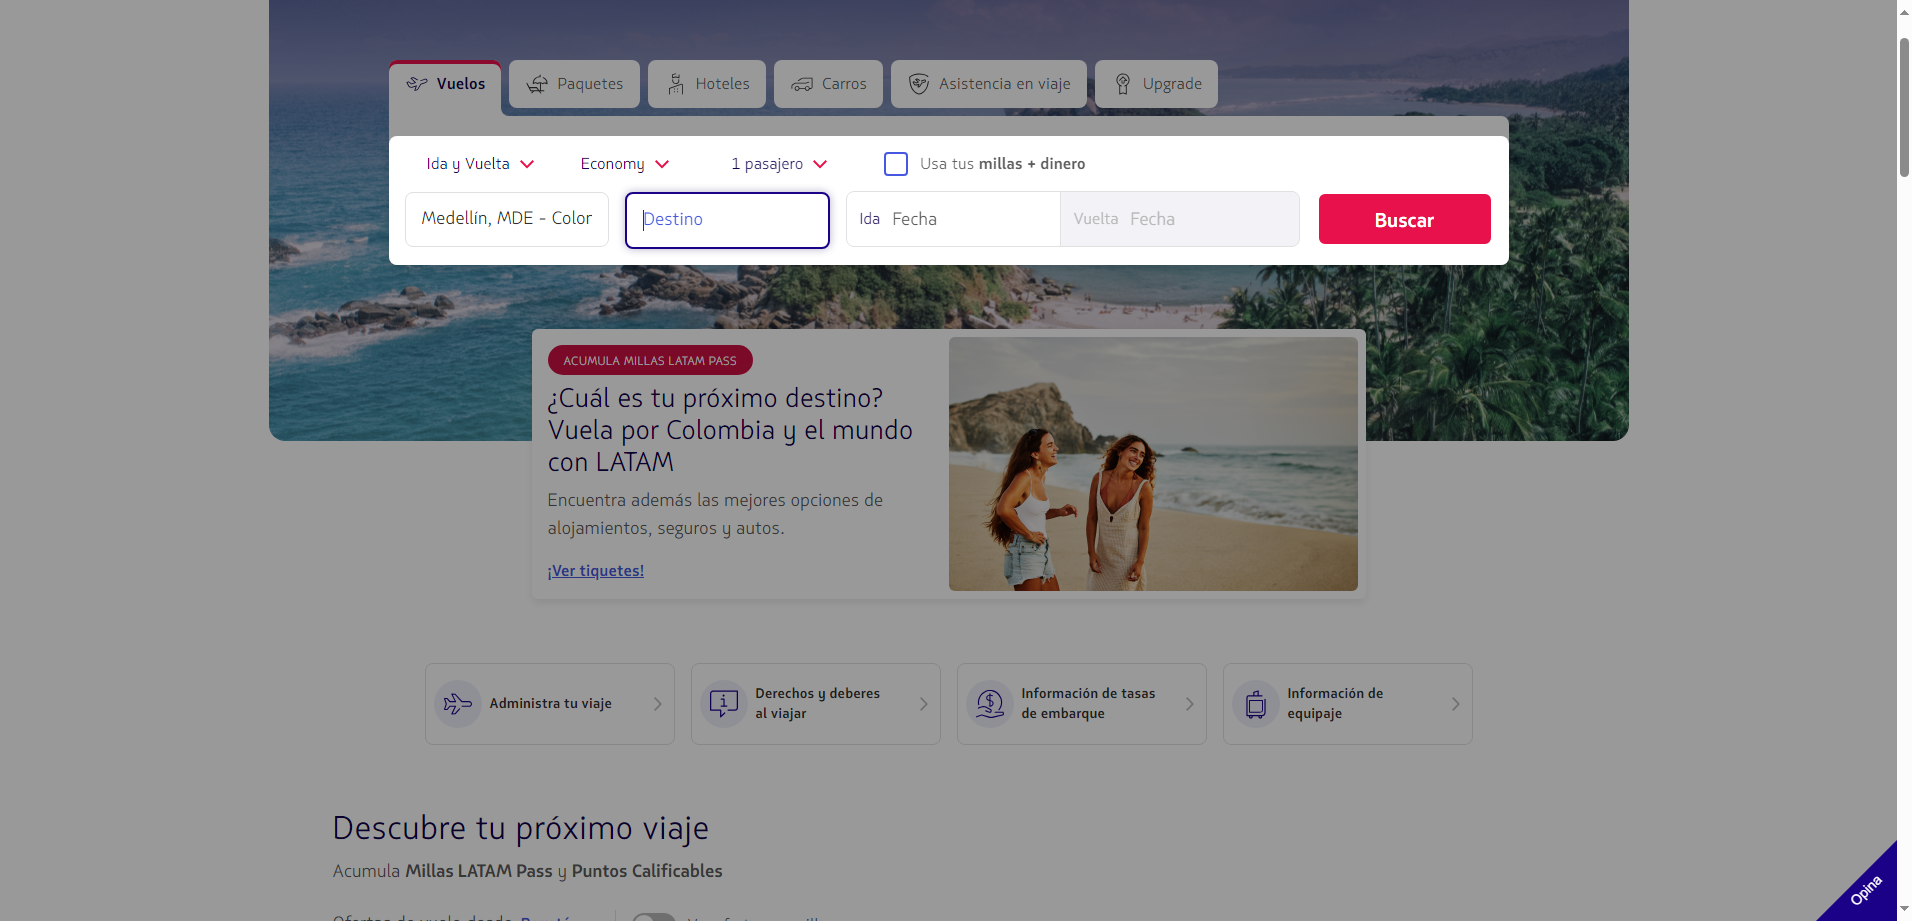 Vuelos
Paquetes
Hoteles
Carros
Asistencia en viaje
Upgrade
Ida y Vuelta
Economy
1 pasajero
Usa tus millas + dinero
Medellín, MDE - Color
Destino
Ida Fecha
Vuelta Fecha
Buscar
ACUMULA MILLAS LATAM PASS
¿Cuál es tu próximo destino?
Vuela por Colombia y el mundo
con LATAM
Encuentra además las mejores opciones de
alojamientos, seguros y autos.
¡Ver tiquetes!
Administra tu viaje
Derechos y deberes
al viajar
Información de tasas
de embarque
Información de
equipaje
Descubre tu próximo viaje
Acumula Millas LATAM Pass y Puntos Calificables
Opina